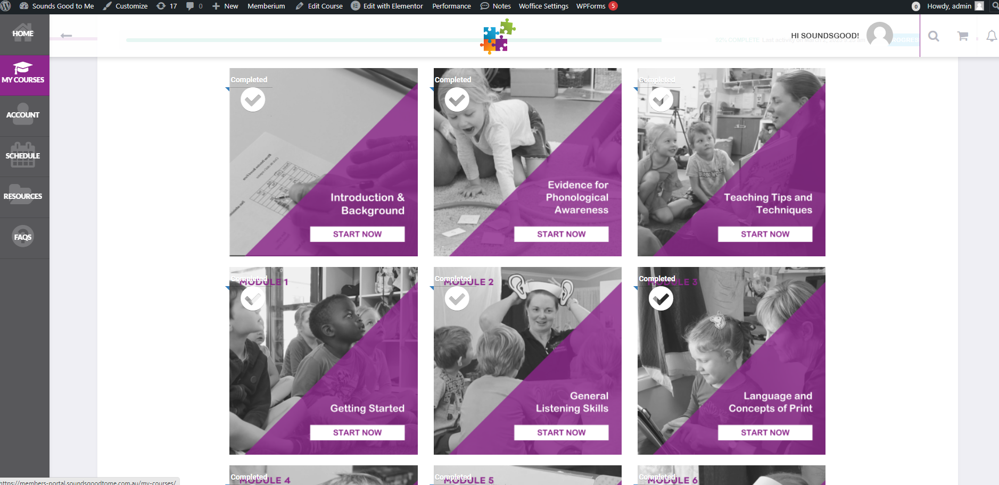 Sounds Good to Me
Customize
17
0
New
Memberium
Edit Course
Edit with Elementor
Performance
Notes
Woffice Settings
WPForms
5
0
Howdy, admin
HOME
92% COMPLETE
HI SOUNDSGOOD!
MY COURSES
ACCOUNT
SCHEDULE
RESOURCES
FAQS
Completed
Introduction &
Background
START NOW
Completed
Evidence for
Phonological
Awareness
START NOW
Completed
Teaching Tips and
Techniques
START NOW
Completed
MODULE 1
Getting Started
START NOW
Completed
MODULE 2
General
Listening Skills
START NOW
Completed
MODULE 3
Language and
Concepts of Print
START NOW
Completed
MODULE 4
Completed
MODULE 5
Completed
MODULE 6
https://members-portal.soundsgoodtome.com.au/my-courses/